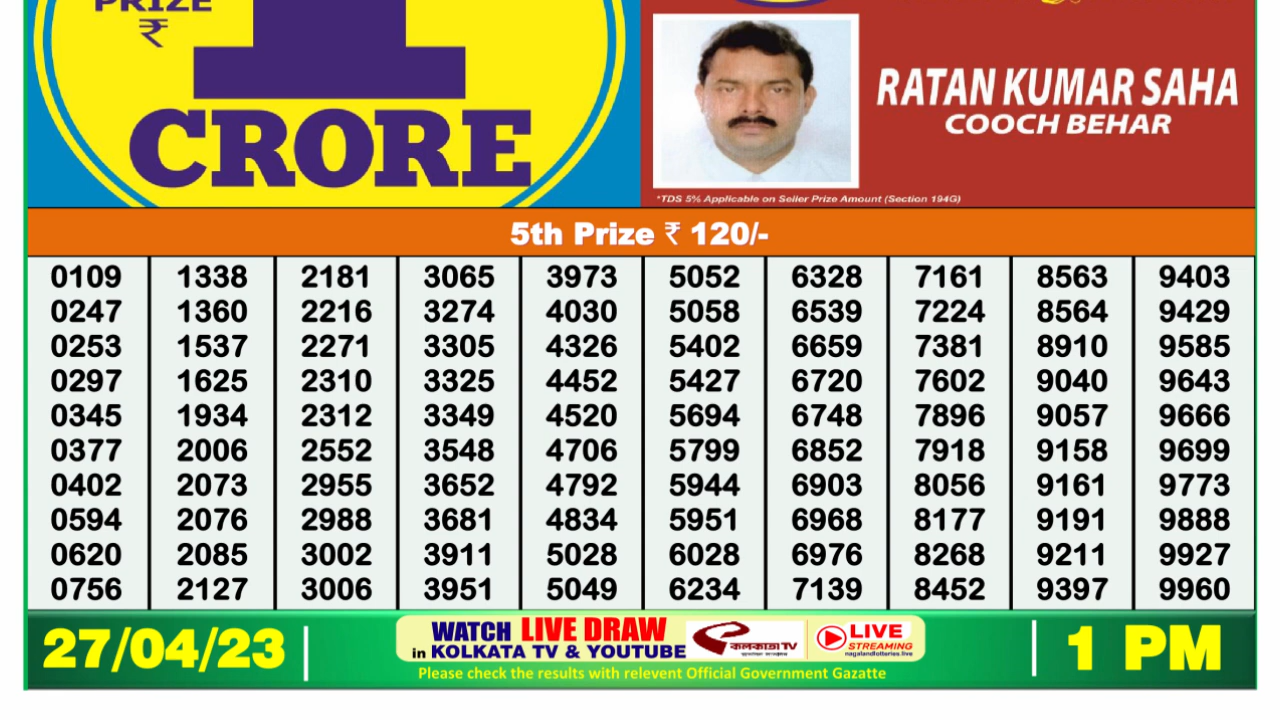 PRIZE
₹
1
CRORE
RATAN KUMAR SAHA
COOCH BEHAR
*TDS 5% Applicable on Seller Prize Amount (Section 194G)
5th Prize ₹ 120/-
0109 1338 2181 3065 3973 5052 6328 7161 8563 9403
0247 1360 2216 3274 4030 5058 6539 7224 8564 9429
0253 1537 2271 3305 4326 5402 6659 7381 8910 9585
0297 1625 2310 3325 4452 5427 6720 7602 9040 9643
0345 1934 2312 3349 4520 5694 6748 7896 9057 9666
0377 2006 2552 3548 4706 5799 6852 7918 9158 9699
0402 2073 2955 3652 4792 5944 6903 8056 9161 9773
0594 2076 2988 3681 4834 5951 6968 8177 9191 9888
0620 2085 3002 3911 5028 6028 6976 8268 9211 9927
0756 2127 3006 3951 5049 6234 7139 8452 9397 9960
27/04/23
WATCH LIVE DRAW
in KOLKATA TV & YOUTUBE
কলকাতা TV
LIVE
STREAMING
nagalandlotteries.live
Please check the results with relevent Official Government Gazatte
1 PM